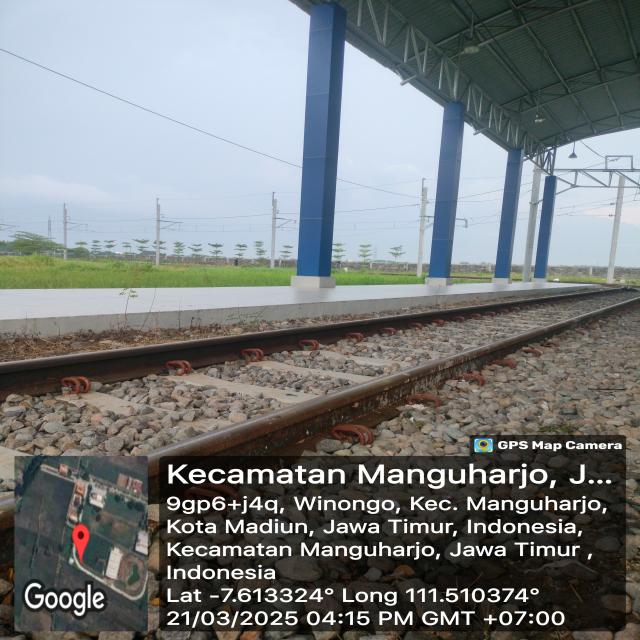 GPS Map Camera
Kecamatan Manguharjo, J...
9gp6+j4q, Winongo, Kec. Manguharjo,
Kota Madiun, Jawa Timur, Indonesia,
Kecamatan Manguharjo, Jawa Timur ,
Indonesia
Lat -7.613324° Long 111.510374°
21/03/2025 04:15 PM GMT +07:00
Google